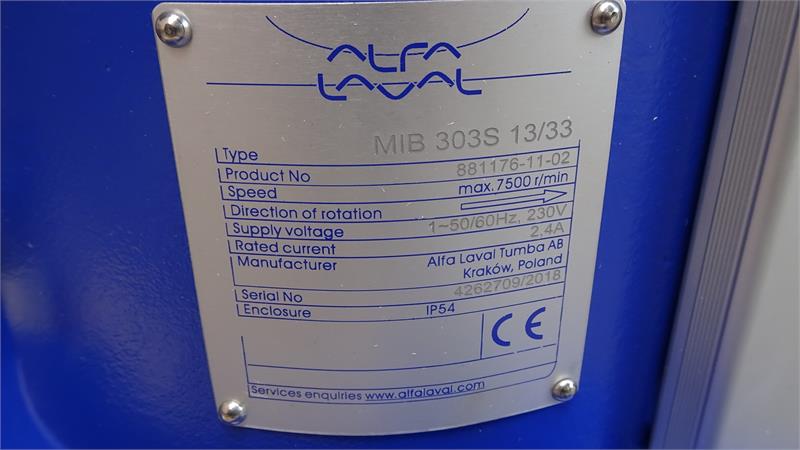 ALFA
LAVAL
Type MIB 303S 13/33
Product No 881176-11-02
Speed max. 7500 r/min
Direction of rotation
Supply voltage 1~50/60Hz, 230V
Rated current 2,4A
Manufacturer Alfa Laval Tumba AB
Kraków, Poland
Serial No 4262709/2018
Enclosure IP54
CE
Services enquiries www.alfalaval.com